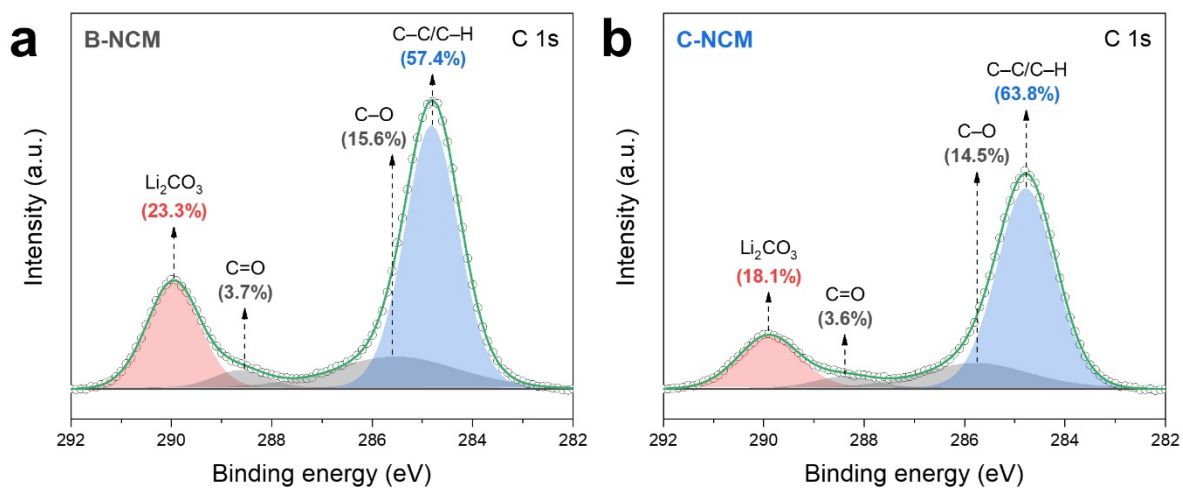 a
B-NCM
C 1s
C–C/C–H
(57.4%)
C–O
(15.6%)
Li₂CO₃
(23.3%)
C=O
(3.7%)
Intensity (a.u.)
292
290
288
286
284
282
Binding energy (eV)
b
C-NCM
C 1s
C–C/C–H
(63.8%)
C–O
(14.5%)
Li₂CO₃
(18.1%)
C=O
(3.6%)
Intensity (a.u.)
292
290
288
286
284
282
Binding energy (eV)